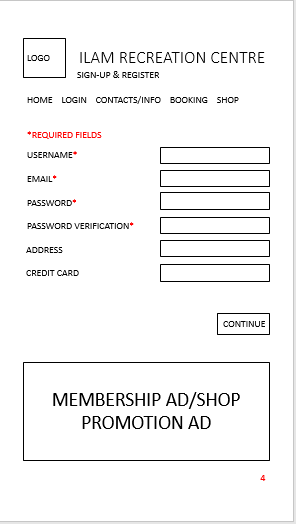 LOGO
ILAM RECREATION CENTRE
SIGN-UP & REGISTER
HOME LOGIN CONTACTS/INFO BOOKING SHOP
*REQUIRED FIELDS
USERNAME*
EMAIL*
PASSWORD*
PASSWORD VERIFICATION*
ADDRESS
CREDIT CARD
CONTINUE
MEMBERSHIP AD/SHOP
PROMOTION AD
4